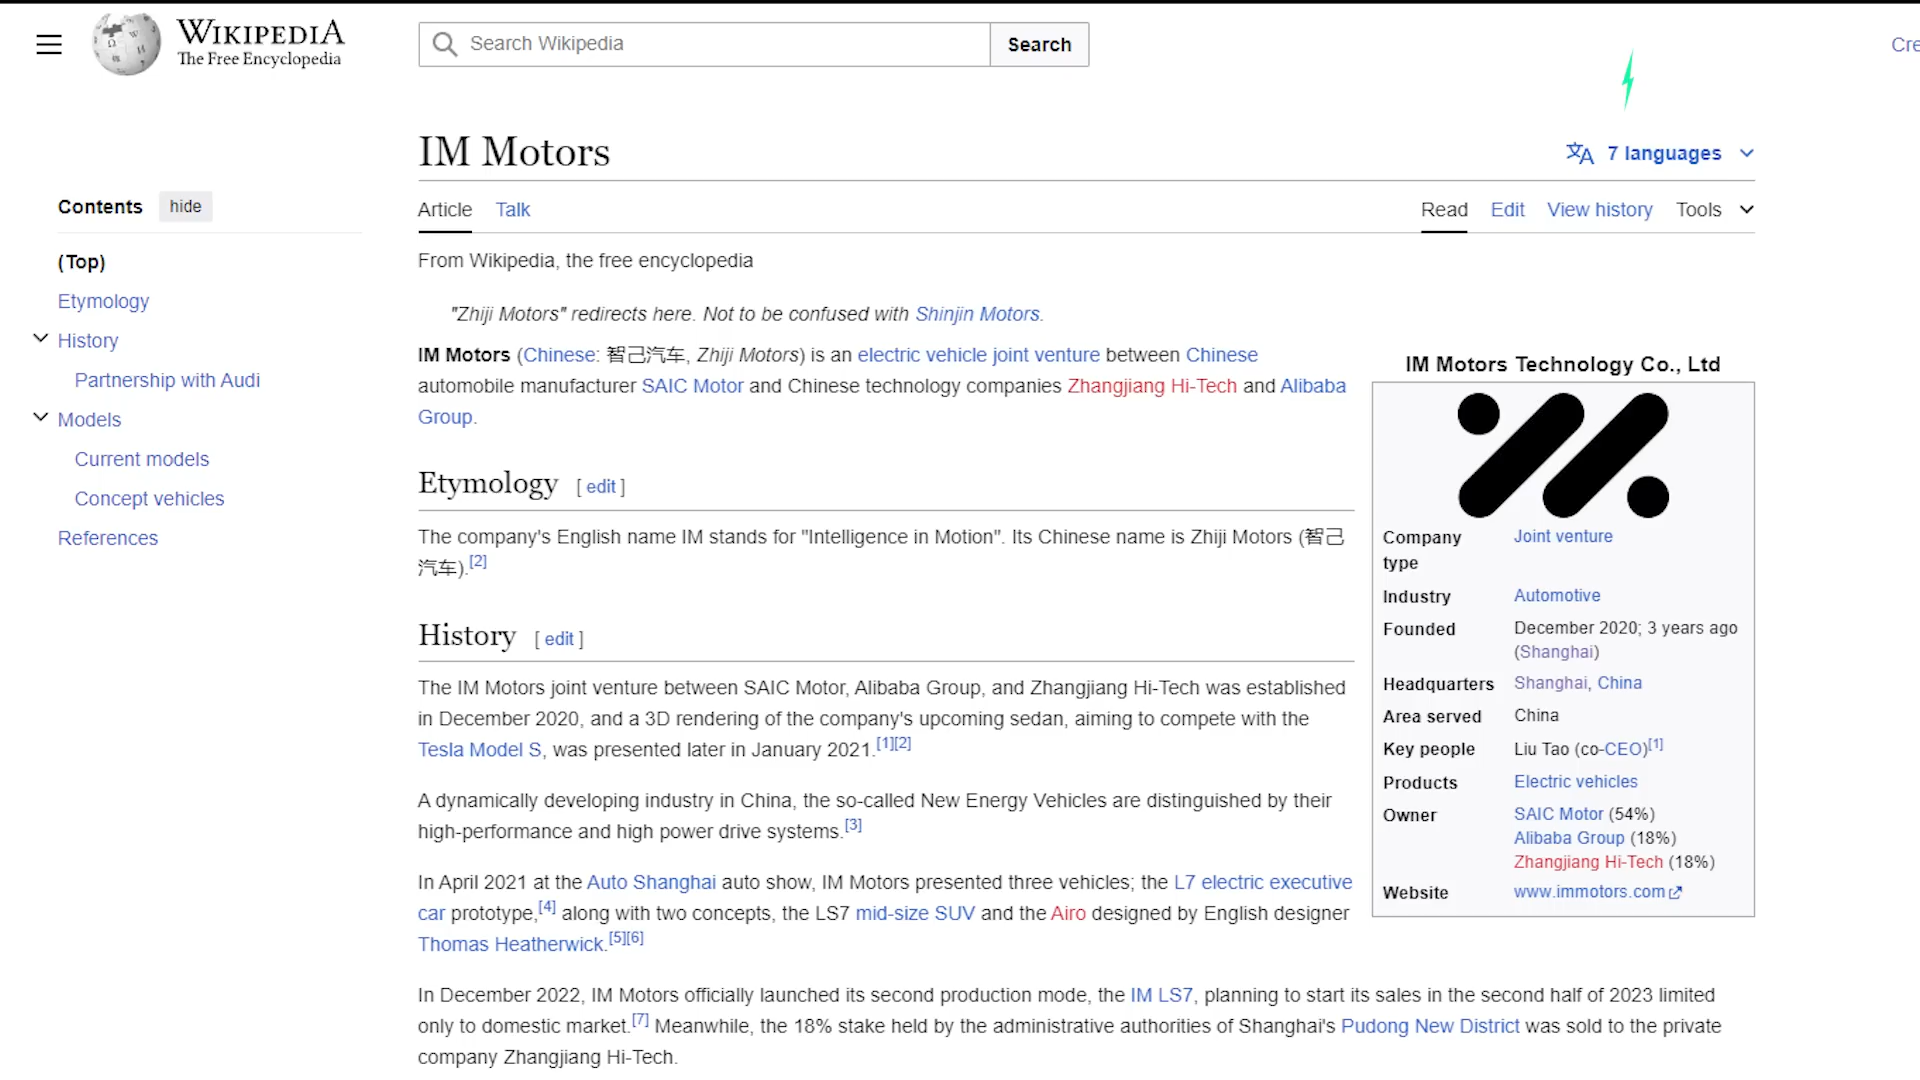 WIKIPEDIA
The Free Encyclopedia
Search Wikipedia
Search
Cre
IM Motors
7 languages
Contents
hide
(Top)
Etymology
History
Partnership with Audi
Models
Current models
Concept vehicles
References
Article
Talk
Read
Edit
View history
Tools
From Wikipedia, the free encyclopedia
"Zhiji Motors" redirects here. Not to be confused with Shinjin Motors.
IM Motors (Chinese: 智己汽车, Zhiji Motors) is an electric vehicle joint venture between Chinese
automobile manufacturer SAIC Motor and Chinese technology companies Zhangjiang Hi-Tech and Alibaba
Group.
Etymology [ edit ]
The company's English name IM stands for "Intelligence in Motion". Its Chinese name is Zhiji Motors (智己
汽车).[2]
History [ edit ]
The IM Motors joint venture between SAIC Motor, Alibaba Group, and Zhangjiang Hi-Tech was established
in December 2020, and a 3D rendering of the company's upcoming sedan, aiming to compete with the
Tesla Model S, was presented later in January 2021.[1][2]
A dynamically developing industry in China, the so-called New Energy Vehicles are distinguished by their
high-performance and high power drive systems.[3]
In April 2021 at the Auto Shanghai auto show, IM Motors presented three vehicles; the L7 electric executive
car prototype,[4] along with two concepts, the LS7 mid-size SUV and the Airo designed by English designer
Thomas Heatherwick.[5][6]
In December 2022, IM Motors officially launched its second production mode, the IM LS7, planning to start its sales in the second half of 2023 limited
only to domestic market.[7] Meanwhile, the 18% stake held by the administrative authorities of Shanghai's Pudong New District was sold to the private
company Zhangjiang Hi-Tech.
IM Motors Technology Co., Ltd
Company
type
Joint venture
Industry
Automotive
Founded
December 2020; 3 years ago
(Shanghai)
Headquarters
Shanghai, China
Area served
China
Key people
Liu Tao (co-CEO)[1]
Products
Electric vehicles
Owner
SAIC Motor (54%)
Alibaba Group (18%)
Zhangjiang Hi-Tech (18%)
Website
www.immotors.com